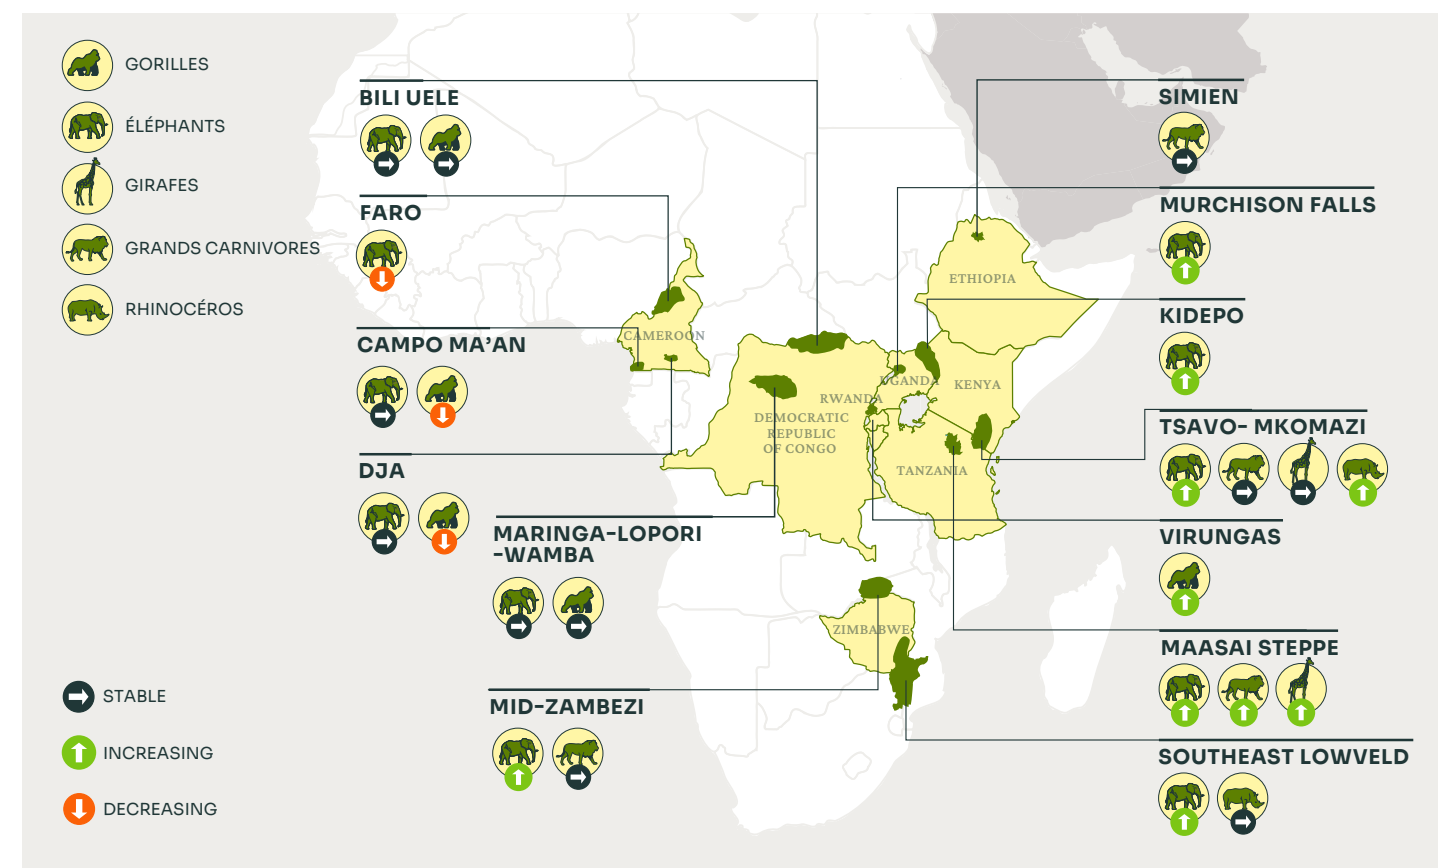 GORILLES
ÉLÉPHANTS
GIRAFES
GRANDS CARNIVORES
RHINOCÉROS
BILI UELE
FARO
CAMPO MA’AN
DJA
MARINGA-LOPORI
-WAMBA
MID-ZAMBEZI
CAMEROON
DEMOCRATIC
REPUBLIC
OF CONGO
RWANDA
UGANDA
KENYA
ETHIOPIA
TANZANIA
ZIMBABWE
SIMIEN
MURCHISON FALLS
KIDEPO
TSAVO- MKOMAZI
VIRUNGAS
MAASAI STEPPE
SOUTHEAST LOWVELD
STABLE
INCREASING
DECREASING